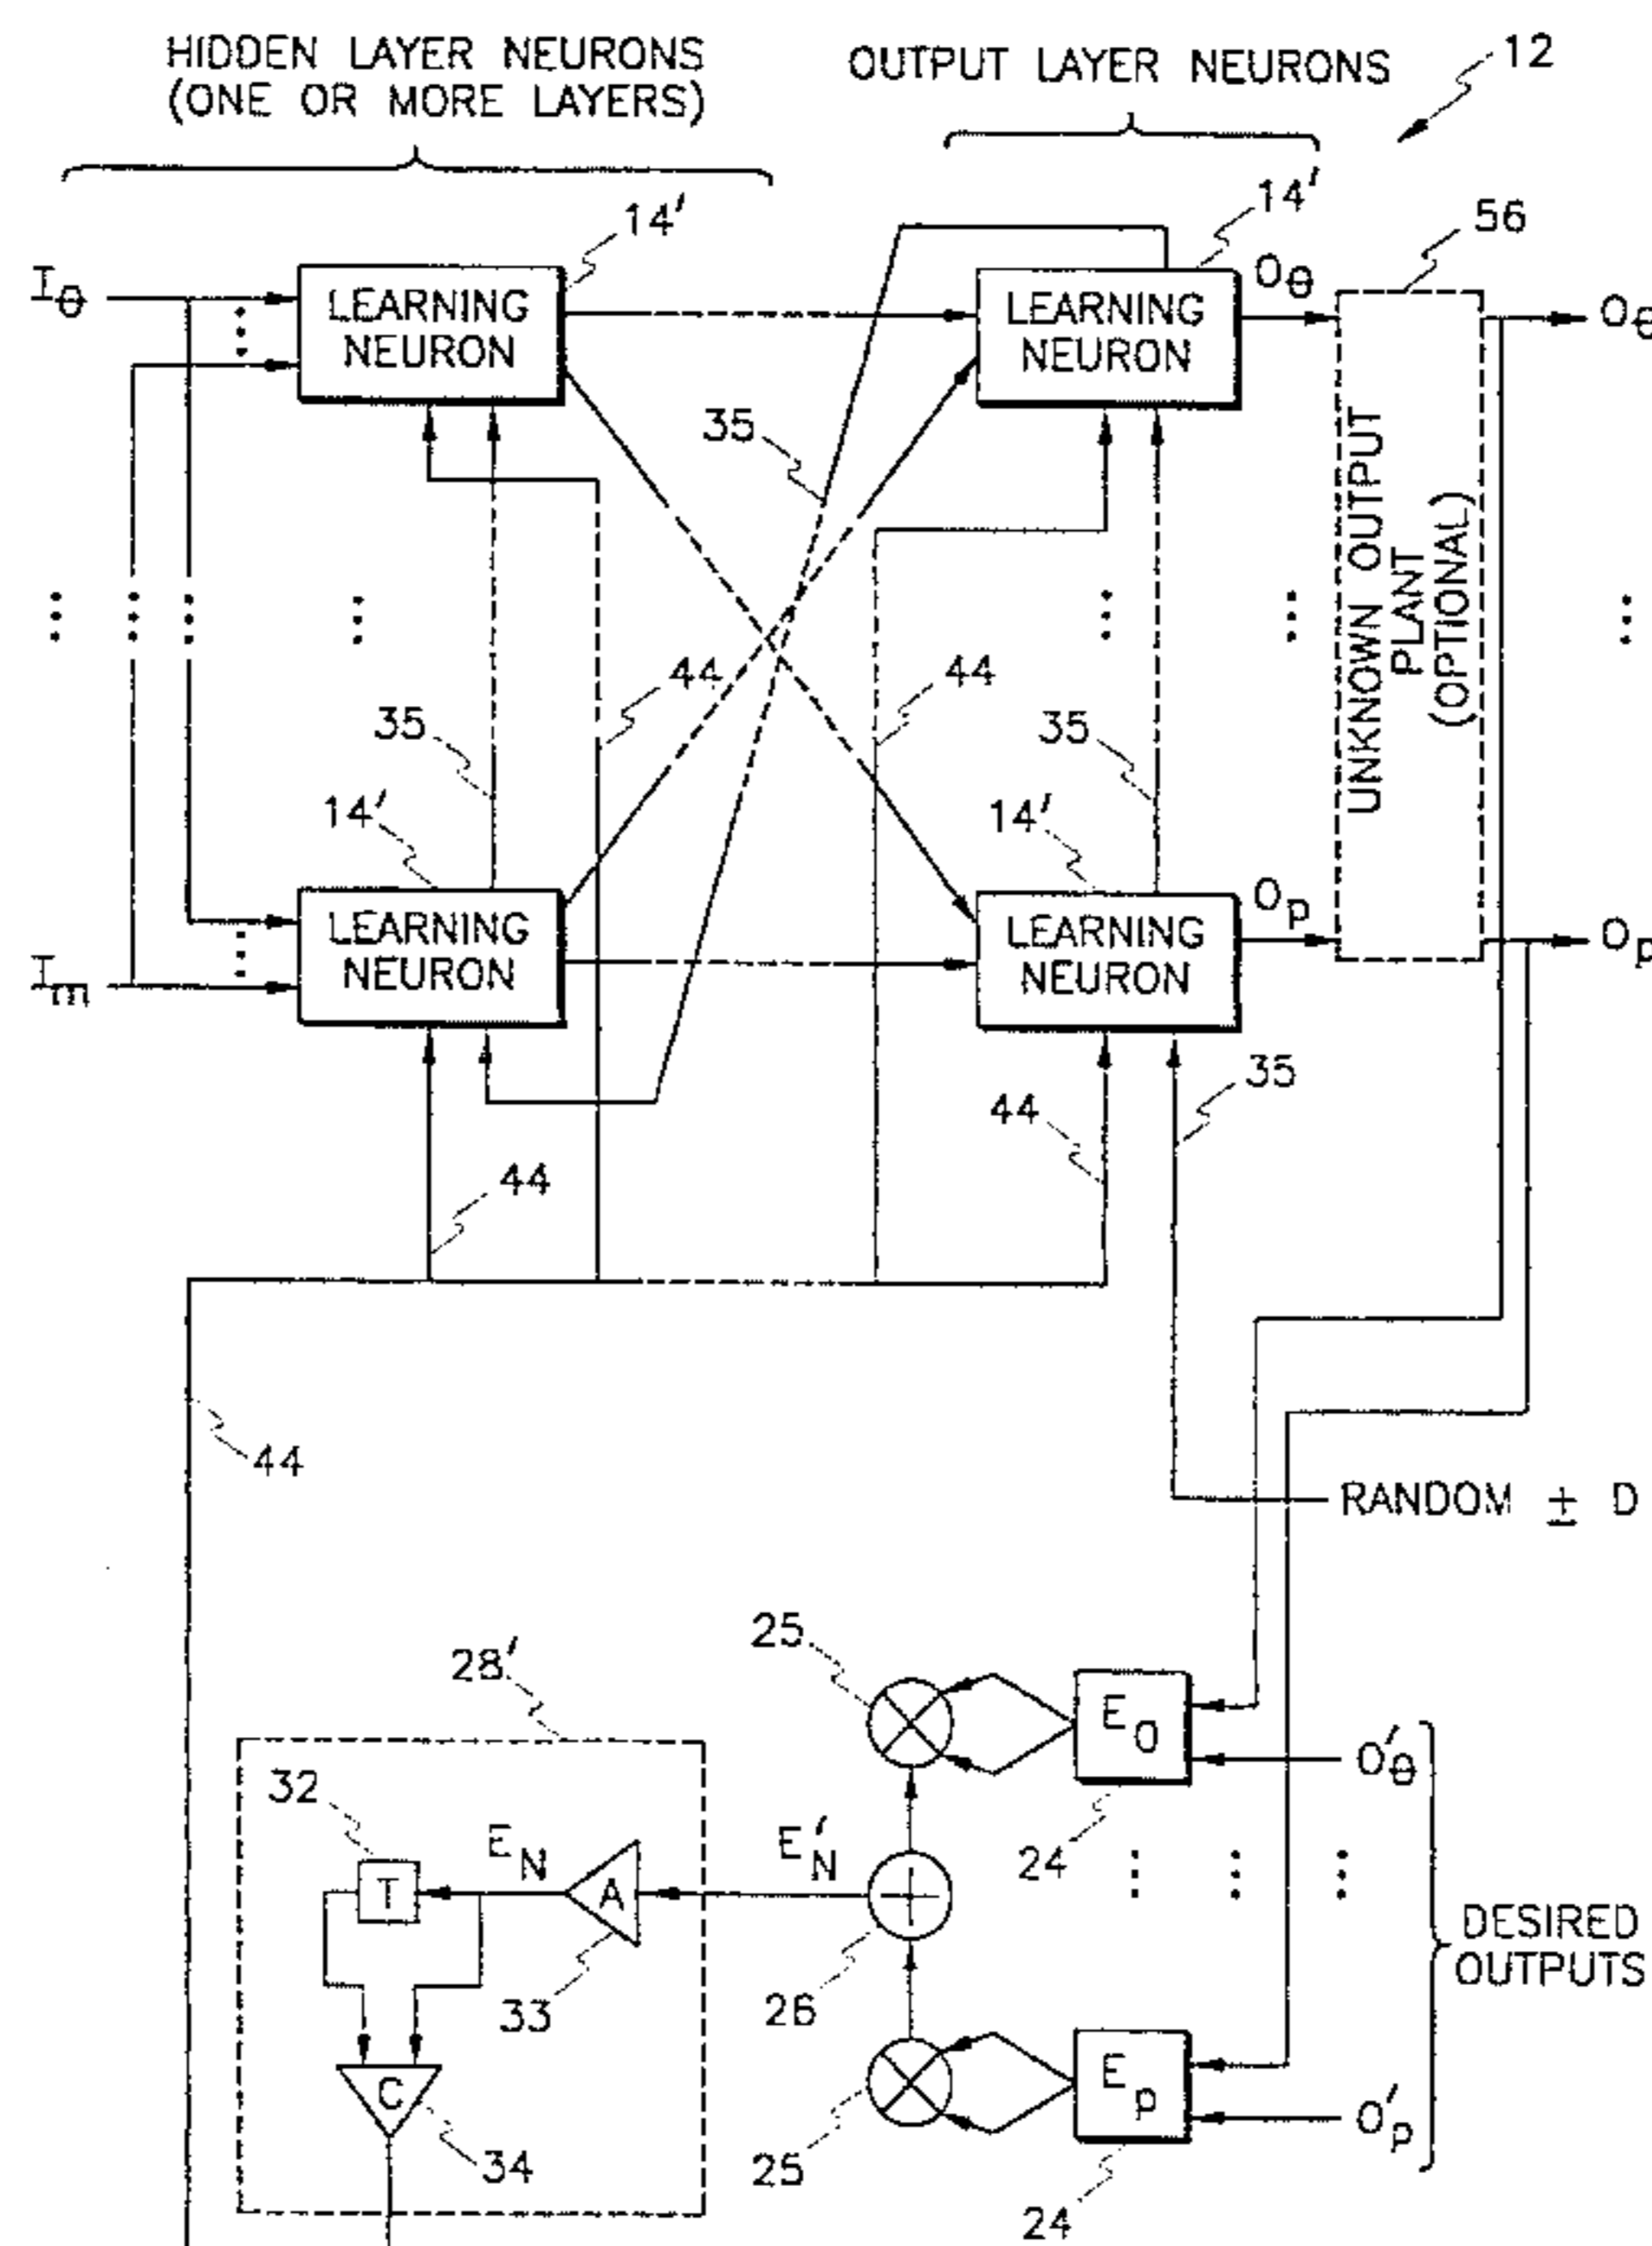 HIDDEN LAYER NEURONS
(ONE OR MORE LAYERS)
OUTPUT LAYER NEURONS
12
14'
14'
56
I0
LEARNING
NEURON
LEARNING
NEURON
O0
O0
35
UNKNOWN OUTPUT
PLANT
(OPTIONAL)
44
44
35
35
14'
14'
Im
LEARNING
NEURON
LEARNING
NEURON
Op
Op
35
44
44
44
RANDOM ± D
25
28'
E0
O'0
32
EN
E'N
24
T
A
DESIRED
OUTPUTS
33
26
Ep
C
O'p
34
25
24